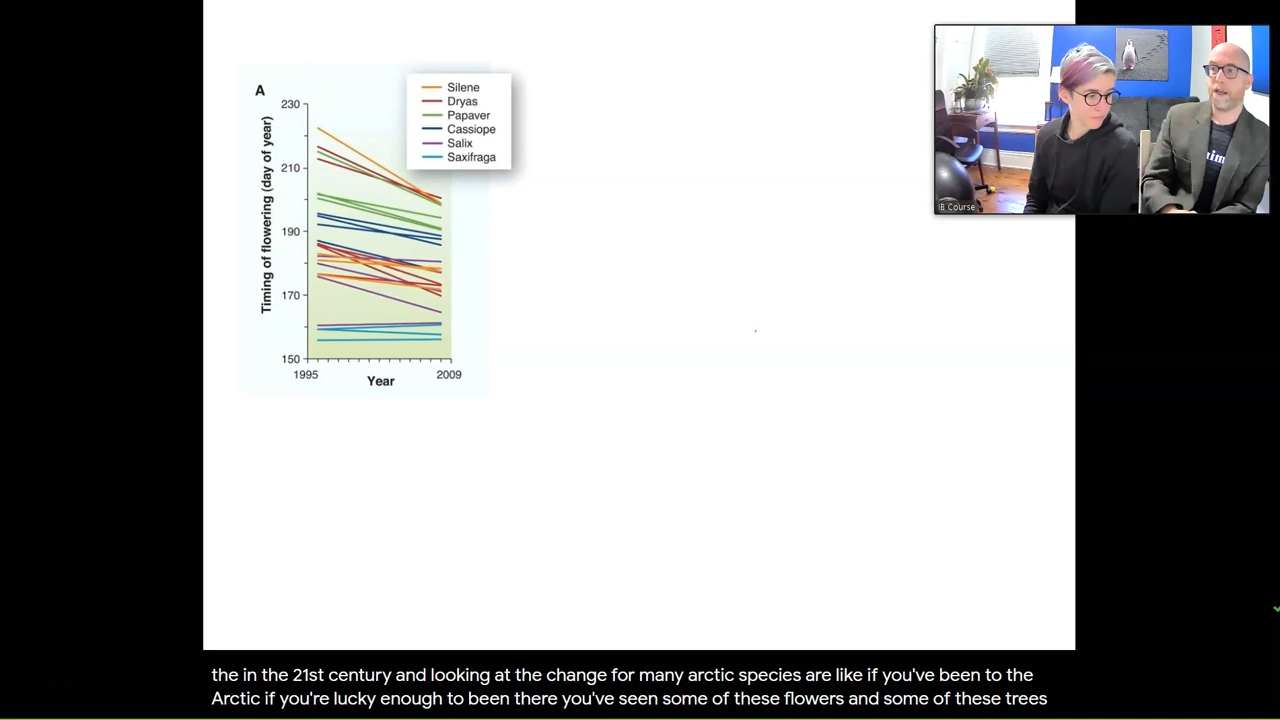 A
230
210
190
170
150
Timing of flowering (day of year)
1995
2009
Year
Silene
Dryas
Papaver
Cassiope
Salix
Saxifraga
IB Course
the in the 21st century and looking at the change for many arctic species are like if you've been to the
Arctic if you're lucky enough to been there you've seen some of these flowers and some of these trees